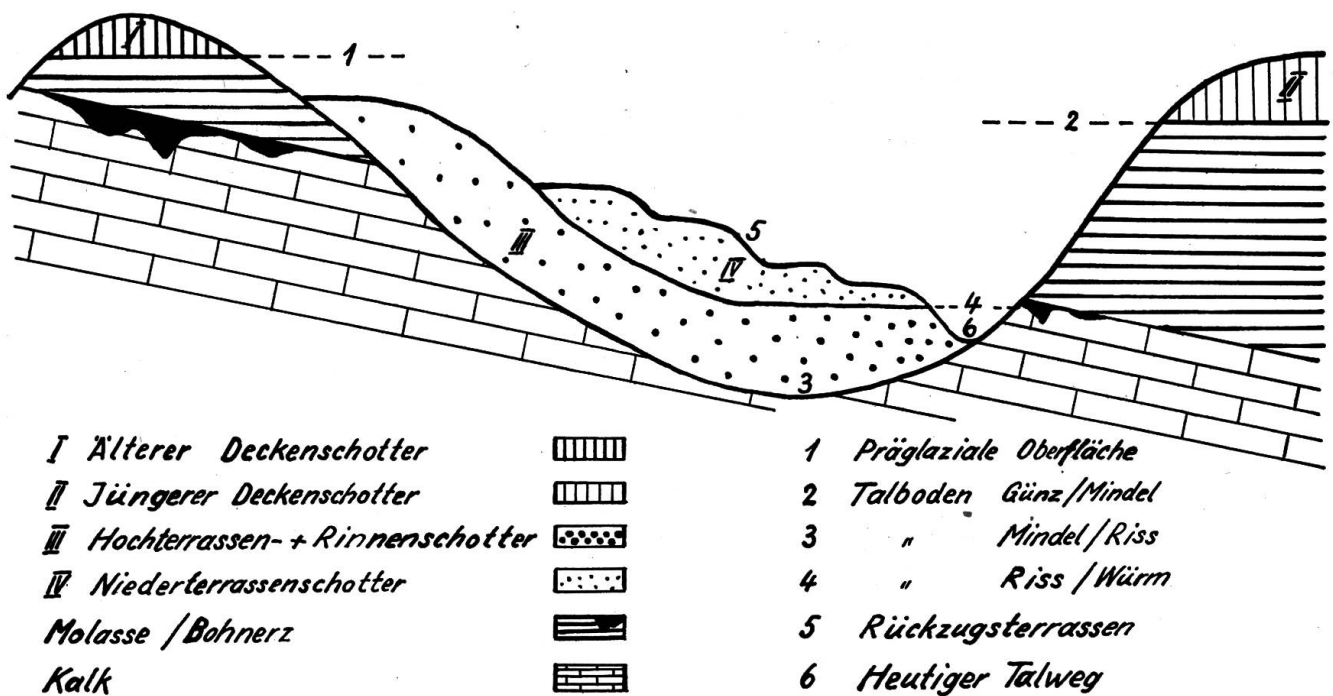 I
1
II
2
III
5
IV
4
6
3
I Älterer Deckenschotter
II Jüngerer Deckenschotter
III Hochterrassen- + Rinnenschotter
IV Niederterrassenschotter
Molasse / Bohnerz
Kalk
1 Präglaziale Oberfläche
2 Talboden Günz/Mindel
3 " Mindel/Riss
4 " Riss/Würm
5 Rückzugsterrassen
6 Heutiger Talweg